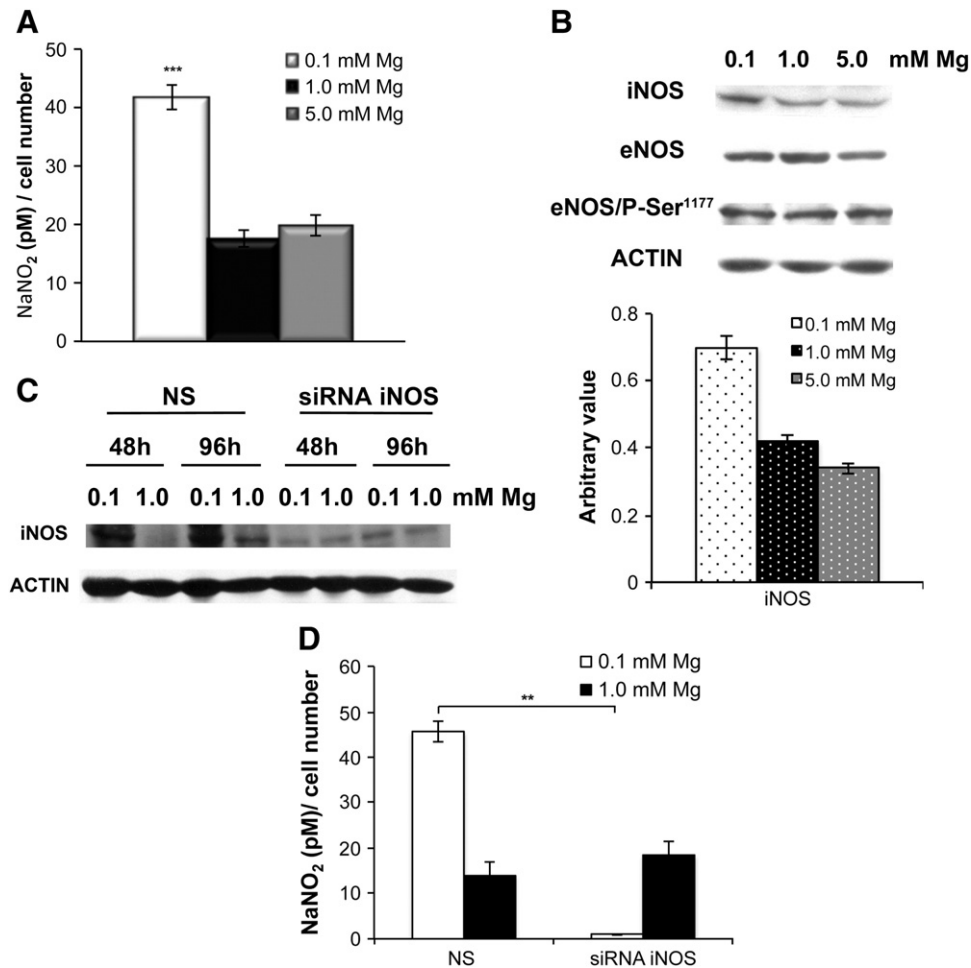 A
NaNO2 (pM) / cell number
50
40
30
20
10
0
***
0.1 mM Mg
1.0 mM Mg
5.0 mM Mg
B
0.1 1.0 5.0 mM Mg
iNOS
eNOS
eNOS/P-Ser1177
ACTIN
Arbitrary value
0.8
0.6
0.4
0.2
0
0.1 mM Mg
1.0 mM Mg
5.0 mM Mg
iNOS
C
NS siRNA iNOS
48h 96h 48h 96h
0.1 1.0 0.1 1.0 0.1 1.0 0.1 1.0 mM Mg
iNOS
ACTIN
D
NaNO2 (pM)/ cell number
60
50
40
30
20
10
0
**
0.1 mM Mg
1.0 mM Mg
NS siRNA iNOS